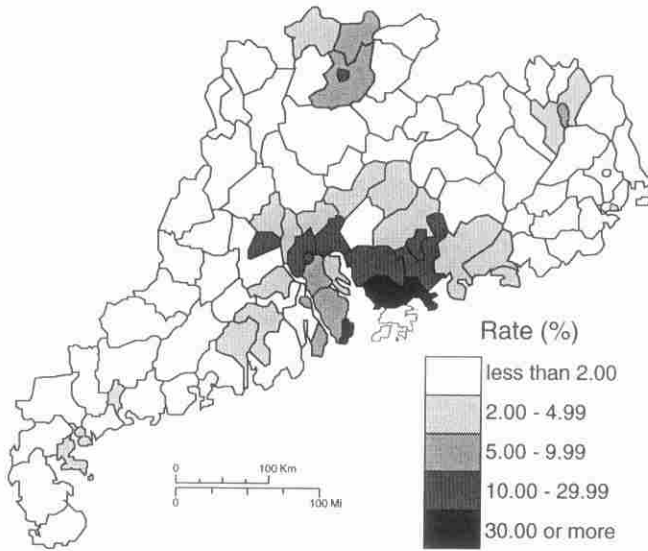 Rate (%)
less than 2.00
2.00 - 4.99
5.00 - 9.99
10.00 - 29.99
30.00 or more
0 100 Km
0 100 Mi